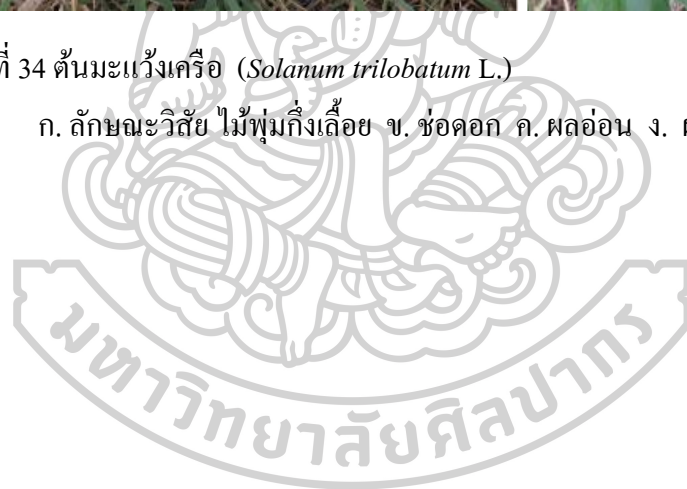 ที่ 34 ต้นมะแว้งเครือ (Solanum trilobatum L.)
ก. ลักษณะวิสัย ไม้พุ่มกึ่งเลื้อย ข. ช่อดอก ค. ผลอ่อน ง.
มหาวิทยาลัยศิลปากร